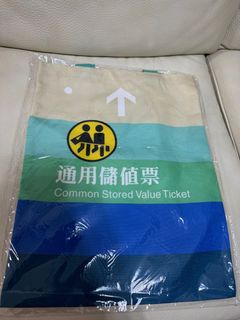 通用儲值票
Common Stored Value Ticket